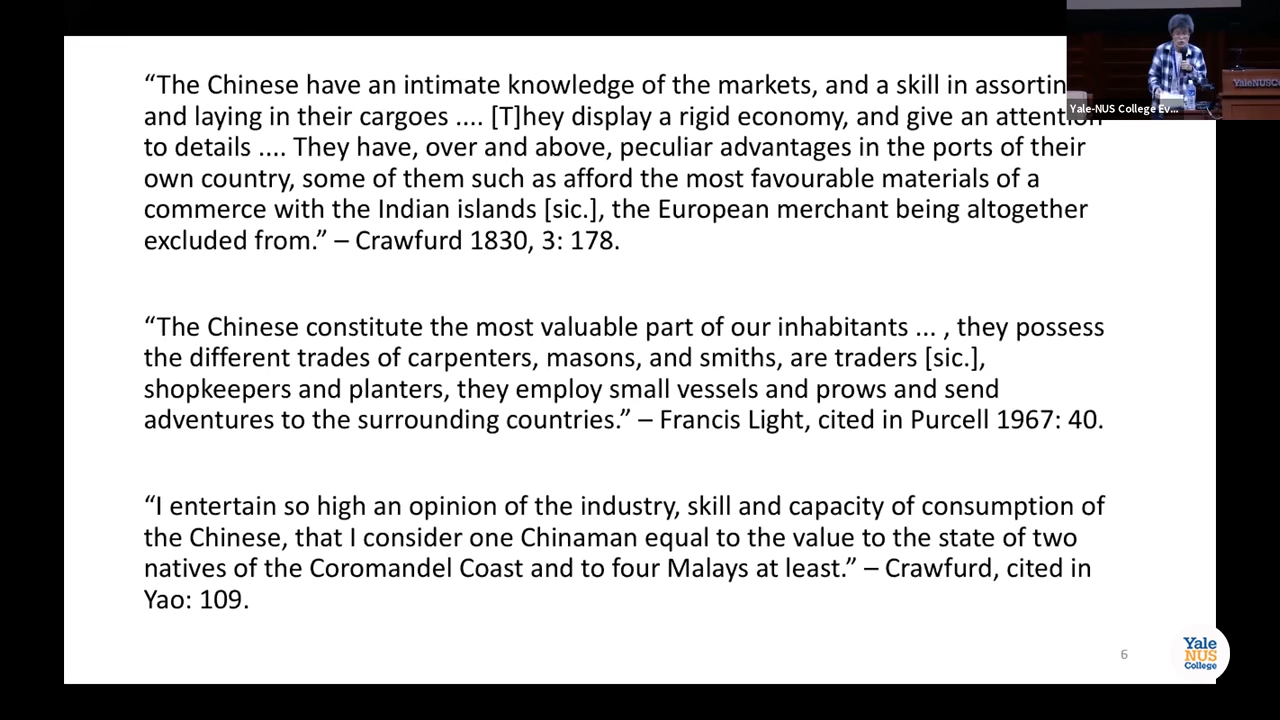 “The Chinese have an intimate knowledge of the markets, and a skill in assortin
and laying in their cargoes .... [T]hey display a rigid economy, and give an attention
to details .... They have, over and above, peculiar advantages in the ports of their
own country, some of them such as afford the most favourable materials of a
commerce with the Indian islands [sic.], the European merchant being altogether
excluded from.” – Crawfurd 1830, 3: 178.
“The Chinese constitute the most valuable part of our inhabitants ... , they possess
the different trades of carpenters, masons, and smiths, are traders [sic.],
shopkeepers and planters, they employ small vessels and prows and send
adventures to the surrounding countries.” – Francis Light, cited in Purcell 1967: 40.
“I entertain so high an opinion of the industry, skill and capacity of consumption of
the Chinese, that I consider one Chinaman equal to the value to the state of two
natives of the Coromandel Coast and to four Malays at least.” – Crawfurd, cited in
Yao: 109.
6
Yale
NUS
College
Yale-NUS College Ev...